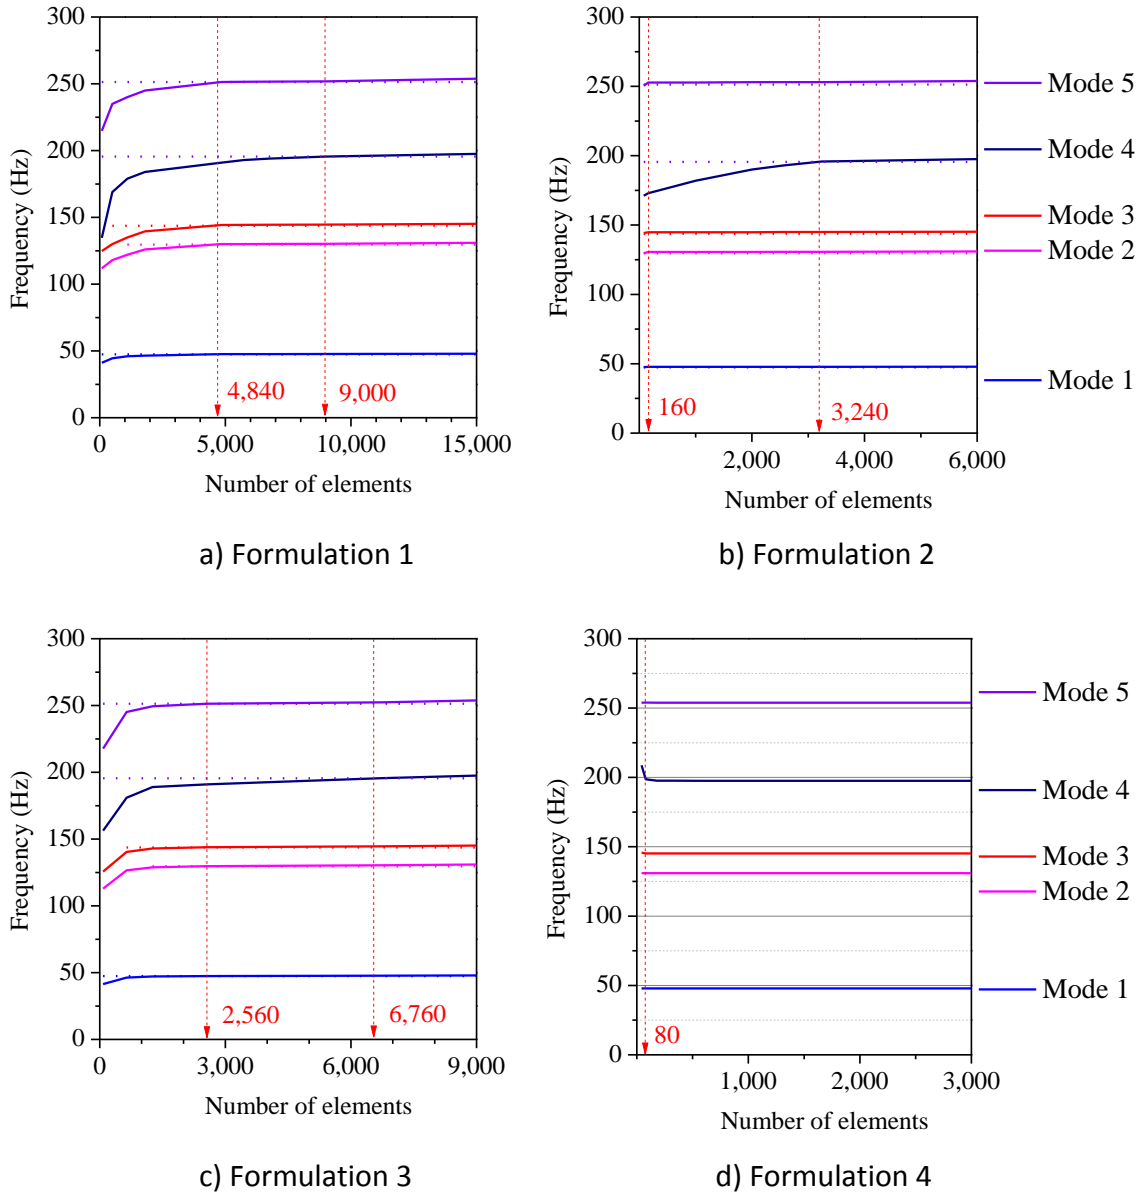 300
250
200
150
100
50
0
Frequency (Hz)
4,840
9,000
0
5,000
10,000
15,000
Number of elements
a) Formulation 1
300
250
200
150
100
50
0
Frequency (Hz)
160
3,240
2,000
4,000
6,000
Number of elements
b) Formulation 2
Mode 5
Mode 4
Mode 3
Mode 2
Mode 1
300
250
200
150
100
50
0
Frequency (Hz)
2,560
6,760
0
3,000
6,000
9,000
Number of elements
c) Formulation 3
300
250
200
150
100
50
0
Frequency (Hz)
80
1,000
2,000
3,000
Number of elements
d) Formulation 4
Mode 5
Mode 4
Mode 3
Mode 2
Mode 1